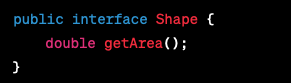 public interface Shape {
    double getArea();
}